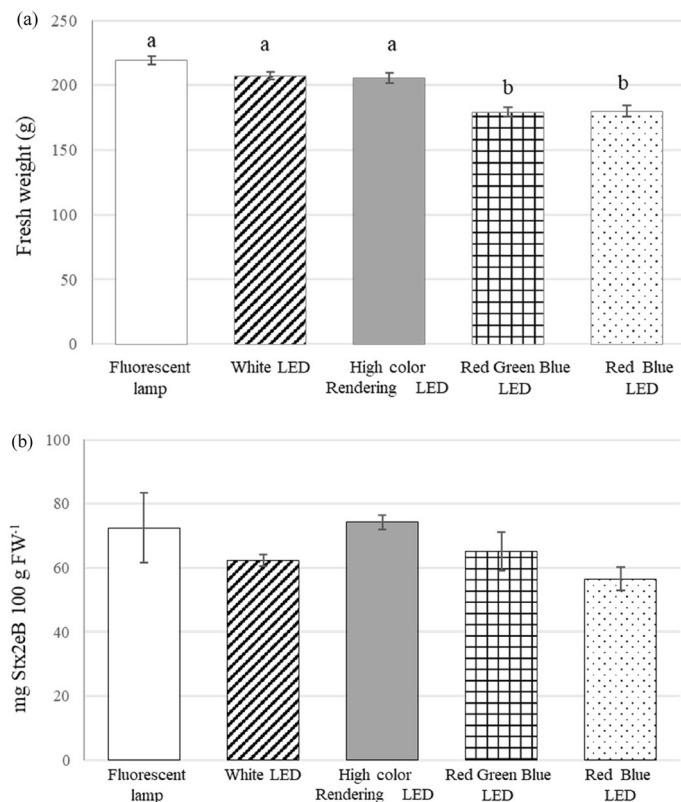 (a)
250
200
150
100
50
0
Fresh weight (g)
a a a b b
Fluorescent lamp
White LED
High color Rendering LED
Red Green Blue LED
Red Blue LED
(b)
100
80
60
40
20
0
mg Stx2eB 100 g FW-1
Fluorescent lamp
White LED
High color Rendering LED
Red Green Blue LED
Red Blue LED